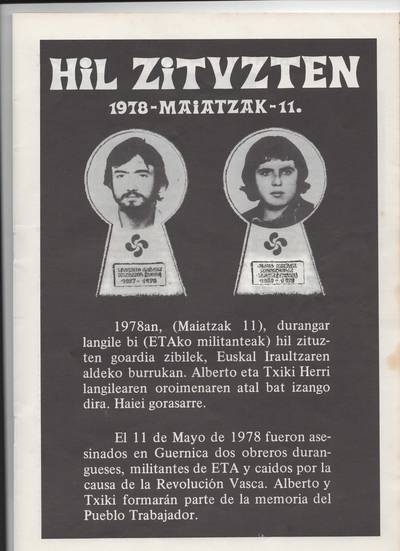 HiL ZiTUZTEN
1978-MAiATZAK-11.
1957-1978
1978an, (Maiatzak 11), durangar
langile bi (ETAko militanteak) hil zituz-
ten goardia zibilek, Euskal Iraultzaren
aldeko burrukan. Alberto eta Txiki Herri
langilearen oroimenaren atal bat izango
dira. Haiei gorasarre.
El 11 de Mayo de 1978 fueron ase-
sinados en Guernica dos obreros duran-
gueses, militantes de ETA y caidos por la
causa de la Revolución Vasca. Alberto y
Txiki formarán parte de la memoria del
Pueblo Trabajador.